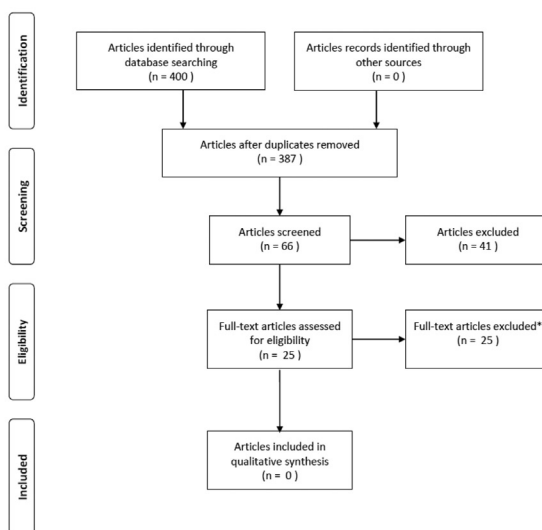 Identification
Articles identified through
database searching
(n = 400 )
Articles records identified through
other sources
(n = 0 )
Articles after duplicates removed
(n = 387 )
Screening
Articles screened
(n = 66 )
Articles excluded
(n = 41 )
Eligibility
Full-text articles assessed
for eligibility
(n = 25 )
Full-text articles excluded*
(n = 25 )
Included
Articles included in
qualitative synthesis
(n = 0 )